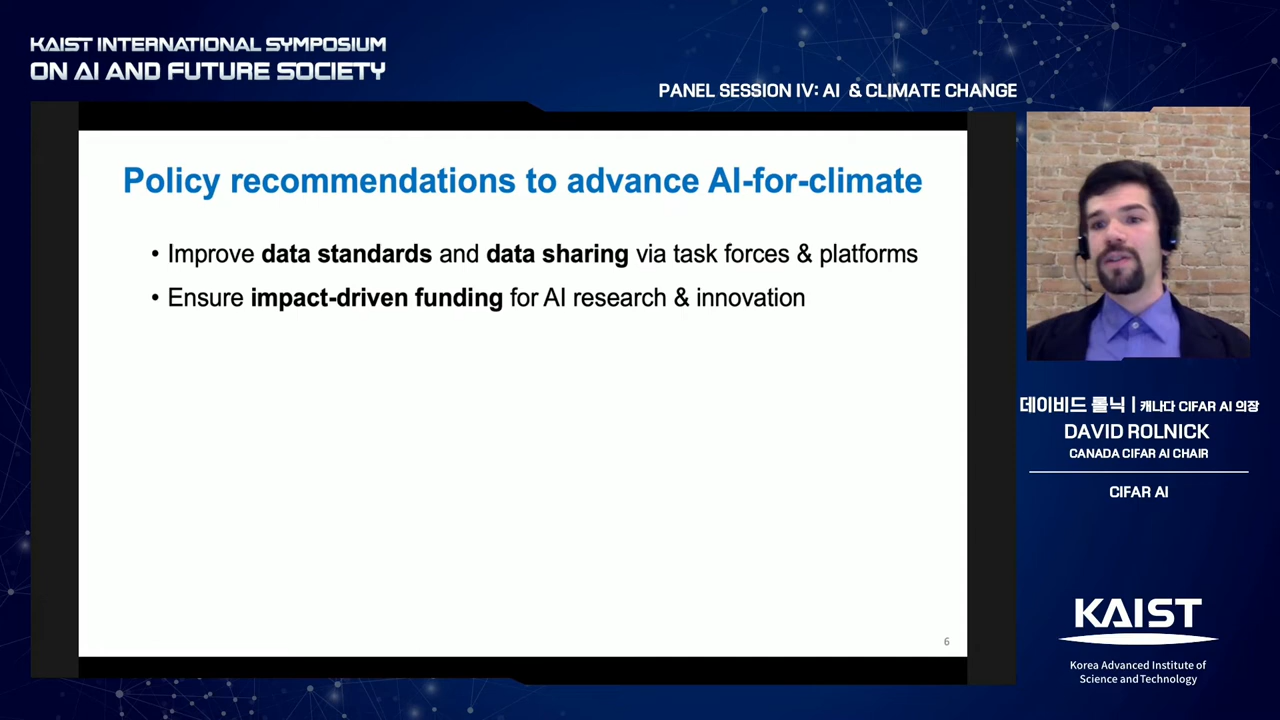 KAIST INTERNATIONAL SYMPOSIUM
ON AI AND FUTURE SOCIETY
PANEL SESSION IV: AI & CLIMATE CHANGE
Policy recommendations to advance AI-for-climate
• Improve data standards and data sharing via task forces & platforms
• Ensure impact-driven funding for AI research & innovation
6
데이비드 롤닉 | 캐나다 CIFAR AI 의장
DAVID ROLNICK
CANADA CIFAR AI CHAIR
CIFAR AI
KAIST
Korea Advanced Institute of
Science and Technology